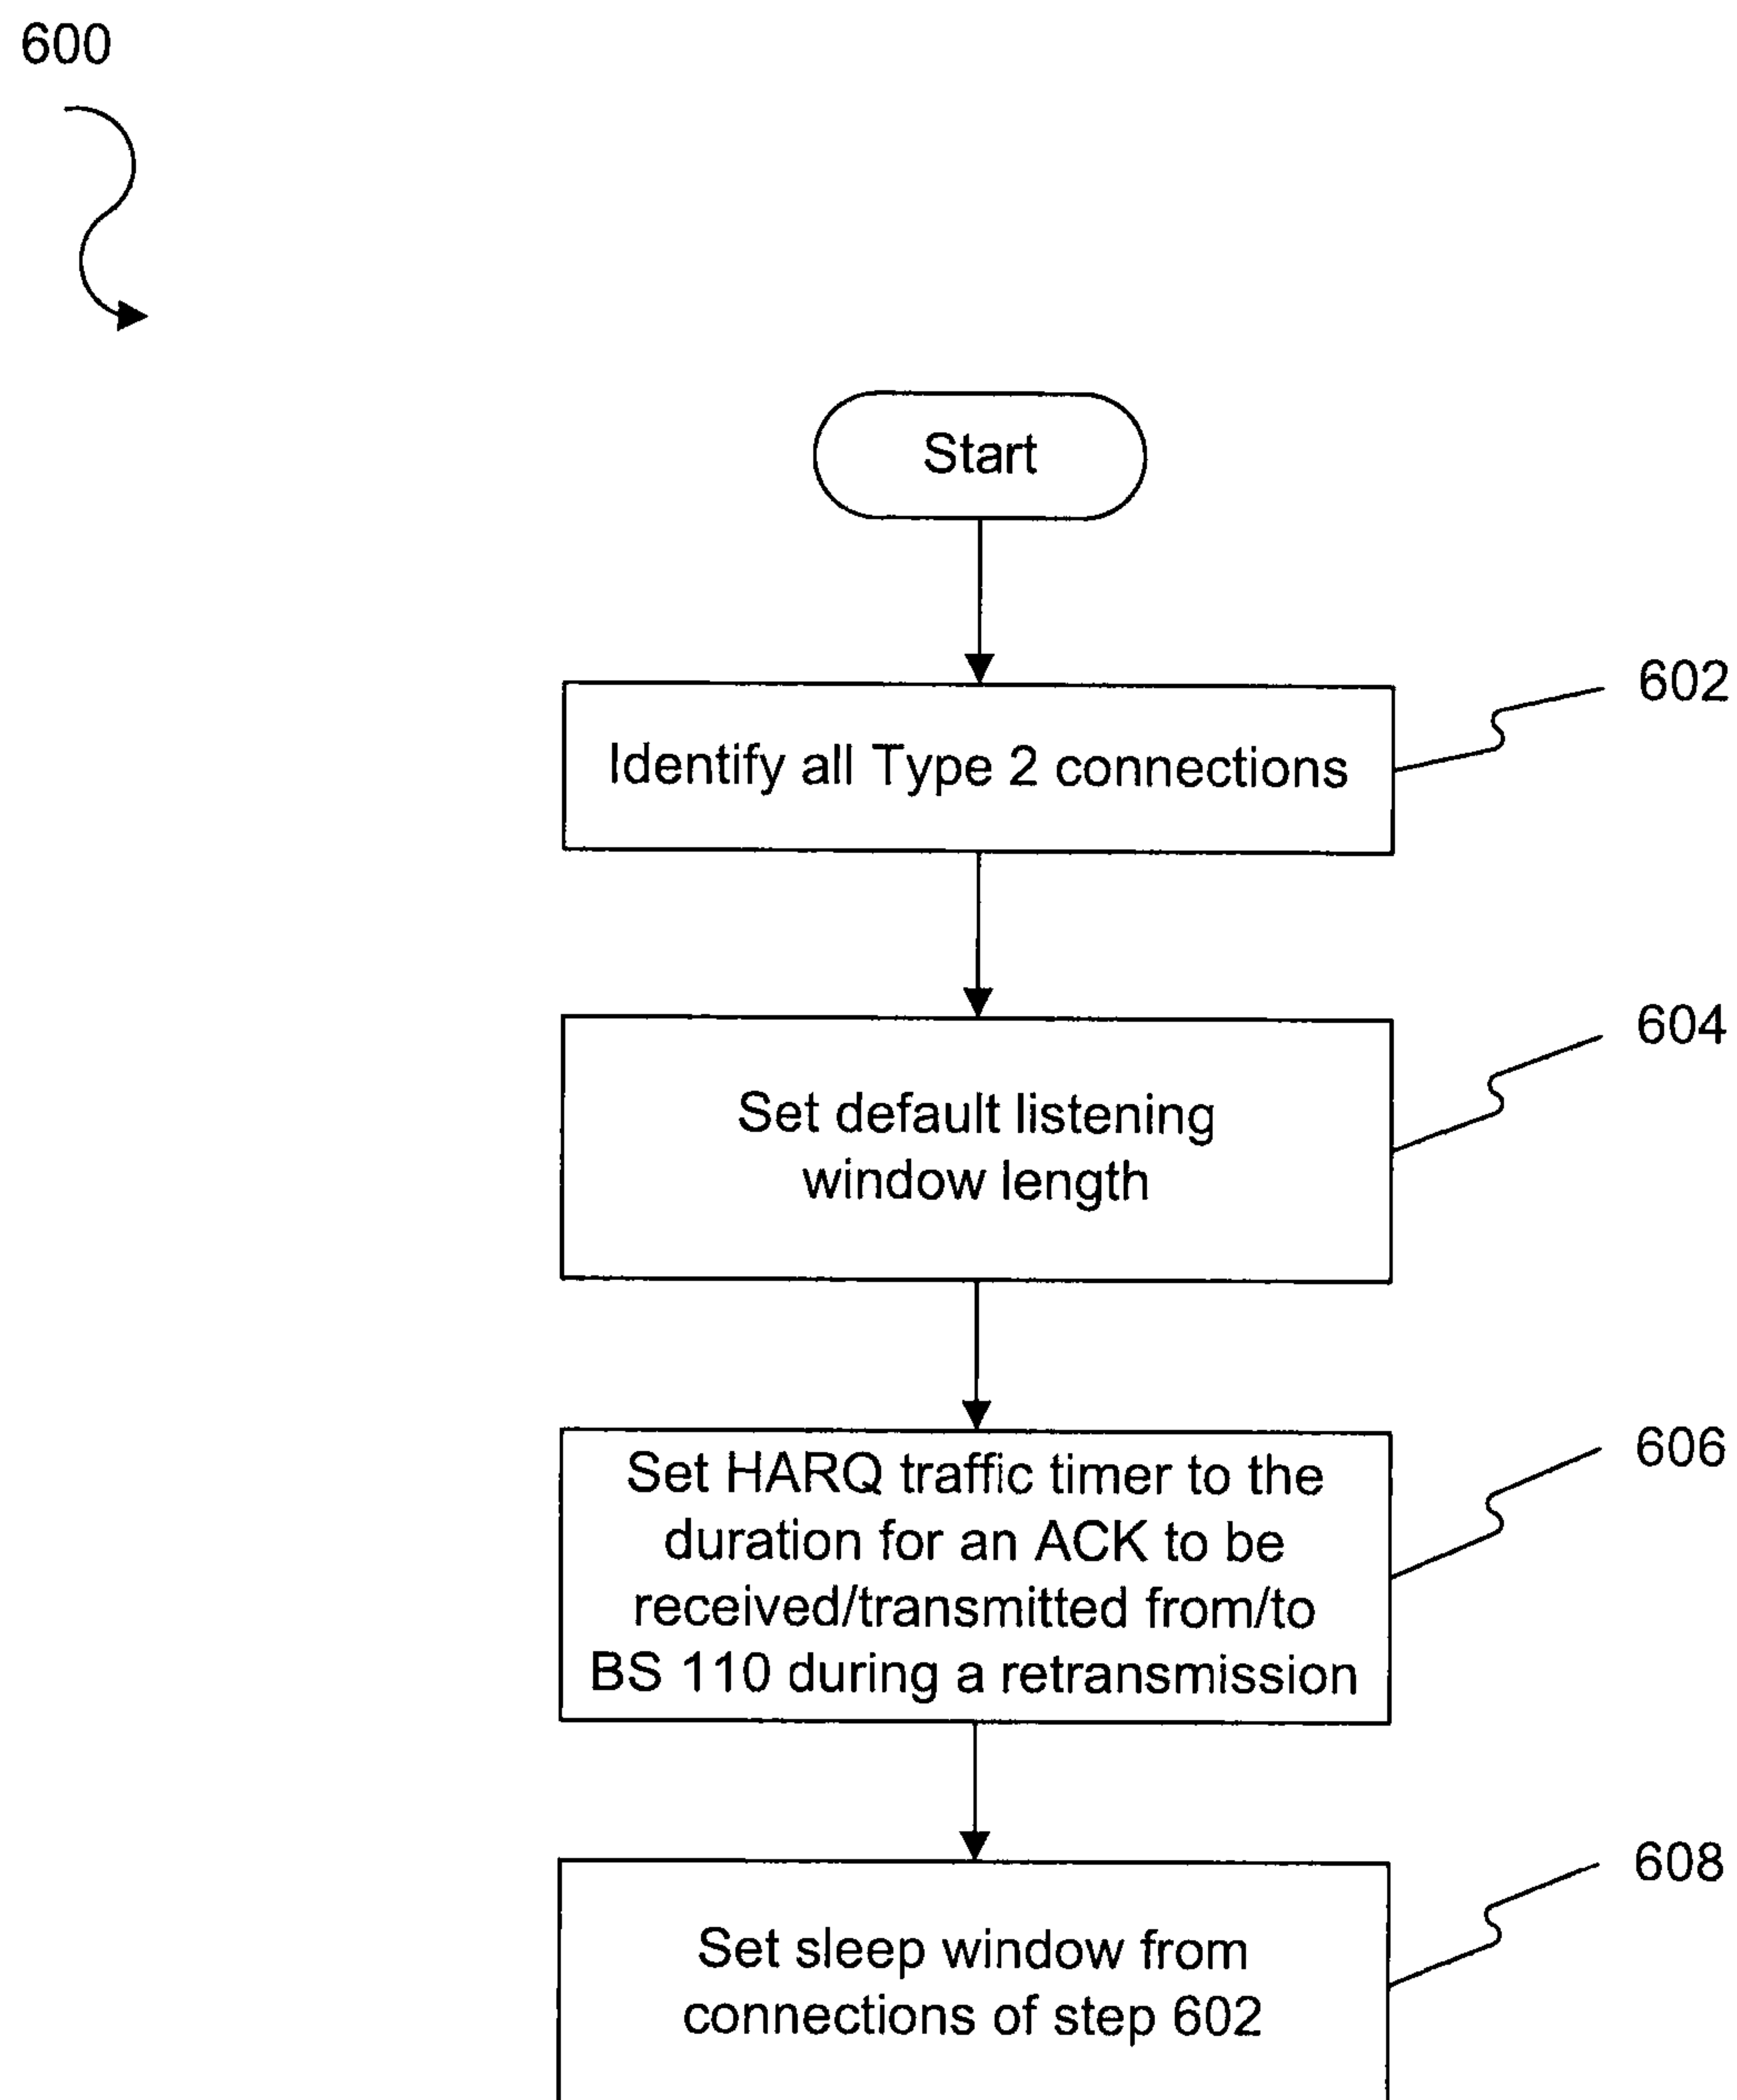 600
Start
602
Identify all Type 2 connections
604
Set default listening
window length
606
Set HARQ traffic timer to the
duration for an ACK to be
received/transmitted from/to
BS 110 during a retransmission
608
Set sleep window from
connections of step 602